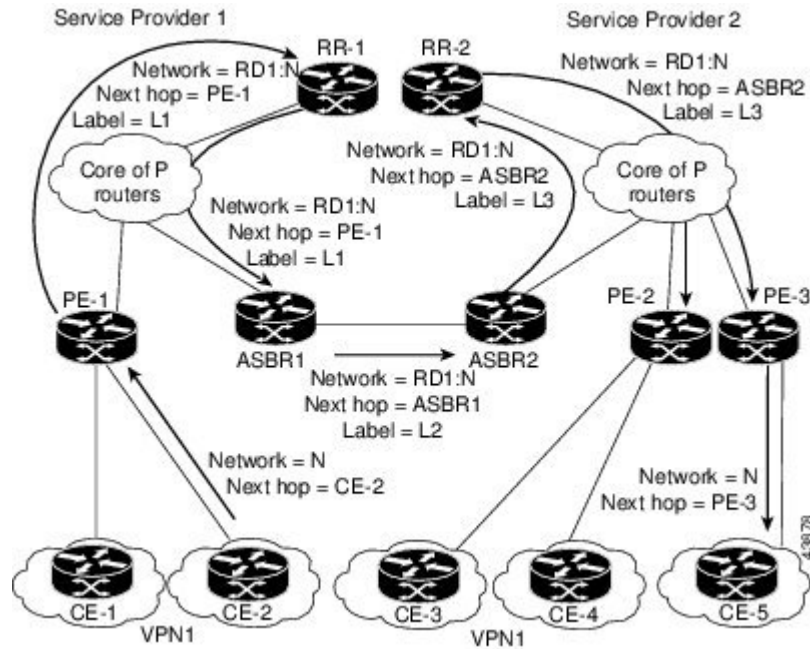 Service Provider 1
Service Provider 2
RR-1
RR-2
Network = RD1:N
Next hop = PE-1
Label = L1
Network = RD1:N
Next hop = ASBR2
Label = L3
Core of P
routers
Network = RD1:N
Next hop = ASBR2
Label = L3
Core of P
routers
Network = RD1:N
Next hop = PE-1
Label = L1
PE-1
PE-2
PE-3
ASBR1
ASBR2
Network = RD1:N
Next hop = ASBR1
Label = L2
Network = N
Next hop = CE-2
Network = N
Next hop = PE-3
CE-1
CE-2
CE-3
CE-4
CE-5
VPN1
VPN1